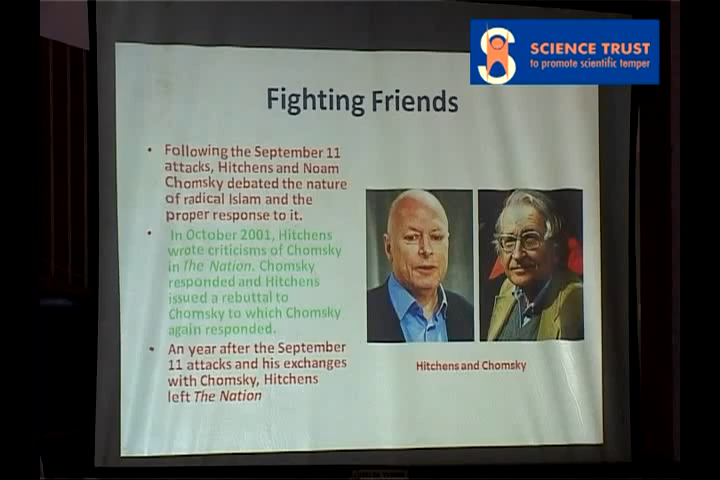 SCIENCE TRUST
to promote scientific temper
Fighting Friends
• Following the September 11
attacks, Hitchens and Noam
Chomsky debated the nature
of radical Islam and the
proper response to it.
• In October 2001, Hitchens
wrote criticisms of Chomsky
in The Nation. Chomsky
responded and Hitchens
issued a rebuttal to
Chomsky to which Chomsky
again responded.
• An year after the September
11 attacks and his exchanges
with Chomsky, Hitchens
left The Nation
Hitchens and Chomsky